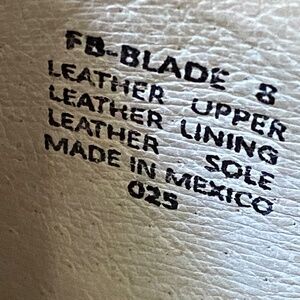 FB-BLADE 8
LEATHER UPPER
LEATHER LINING
LEATHER SOLE
MADE IN MEXICO
025